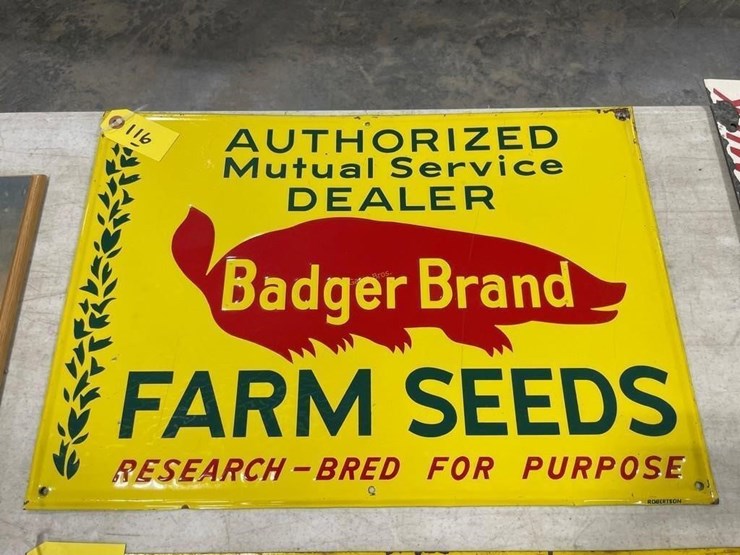 116
AUTHORIZED
Mutual Service
DEALER
Badger Brand
FARM SEEDS
RESEARCH - BRED FOR PURPOSE
ROBERTSON